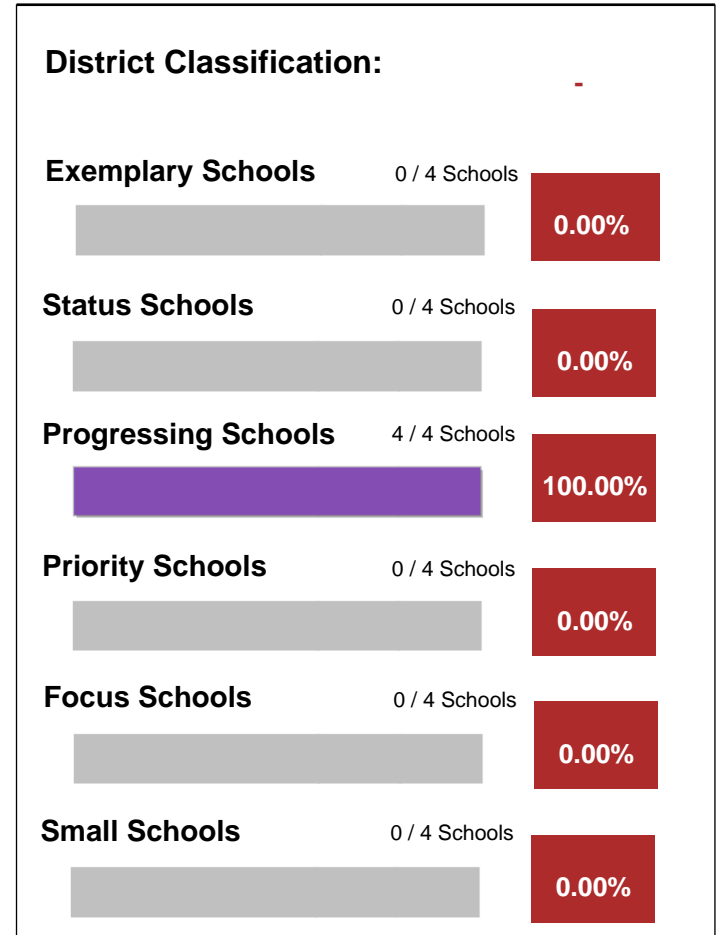 District Classification:
-
Exemplary Schools 0 / 4 Schools
0.00%
Status Schools 0 / 4 Schools
0.00%
Progressing Schools 4 / 4 Schools
100.00%
Priority Schools 0 / 4 Schools
0.00%
Focus Schools 0 / 4 Schools
0.00%
Small Schools 0 / 4 Schools
0.00%